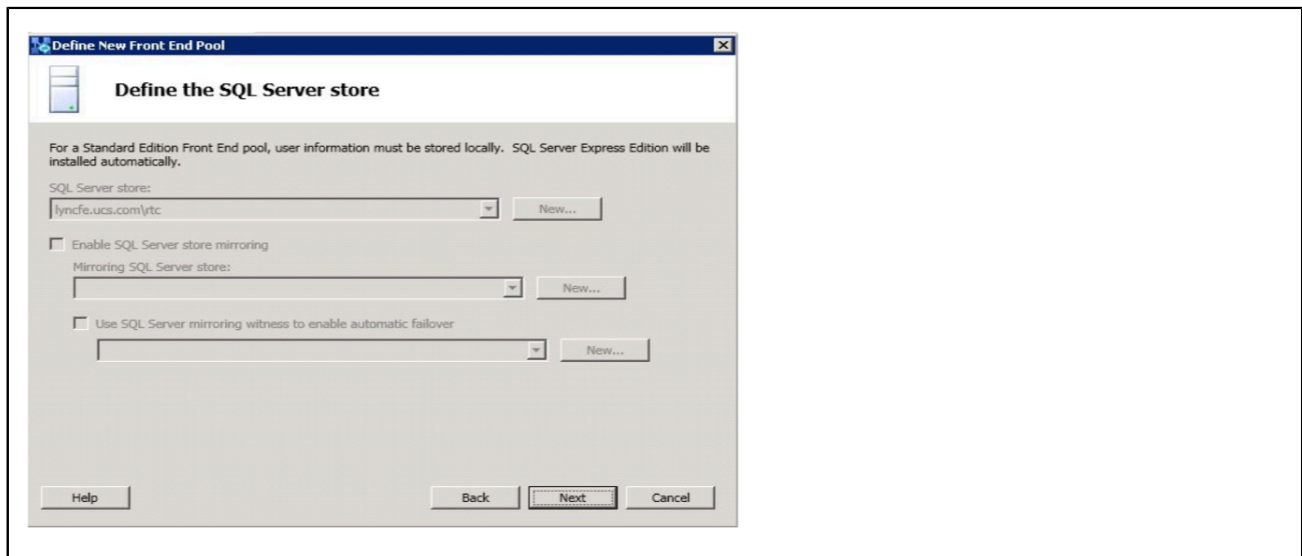 Define New Front End Pool
Define the SQL Server store
For a Standard Edition Front End pool, user information must be stored locally. SQL Server Express Edition will be
installed automatically.
SQL Server store:
lyncfe.ucs.com\rtc
New...
Enable SQL Server store mirroring
Mirroring SQL Server store:
New...
Use SQL Server mirroring witness to enable automatic failover
New...
Help
Back
Next
Cancel